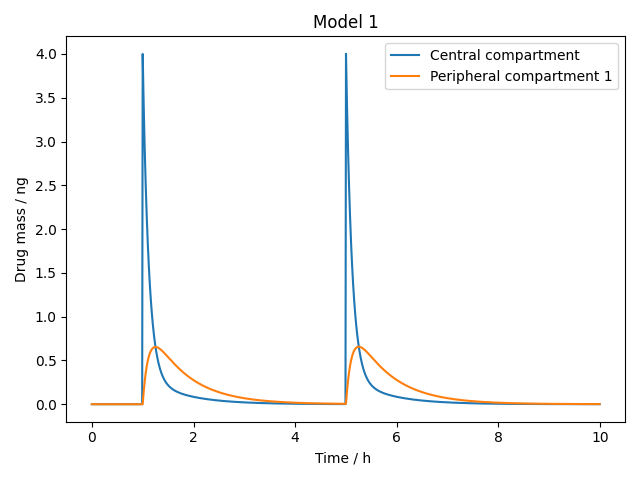 Model 1
Central compartment
Peripheral compartment 1
Drug mass / ng
4.0
3.5
3.0
2.5
2.0
1.5
1.0
0.5
0.0
0 2 4 6 8 10
Time / h